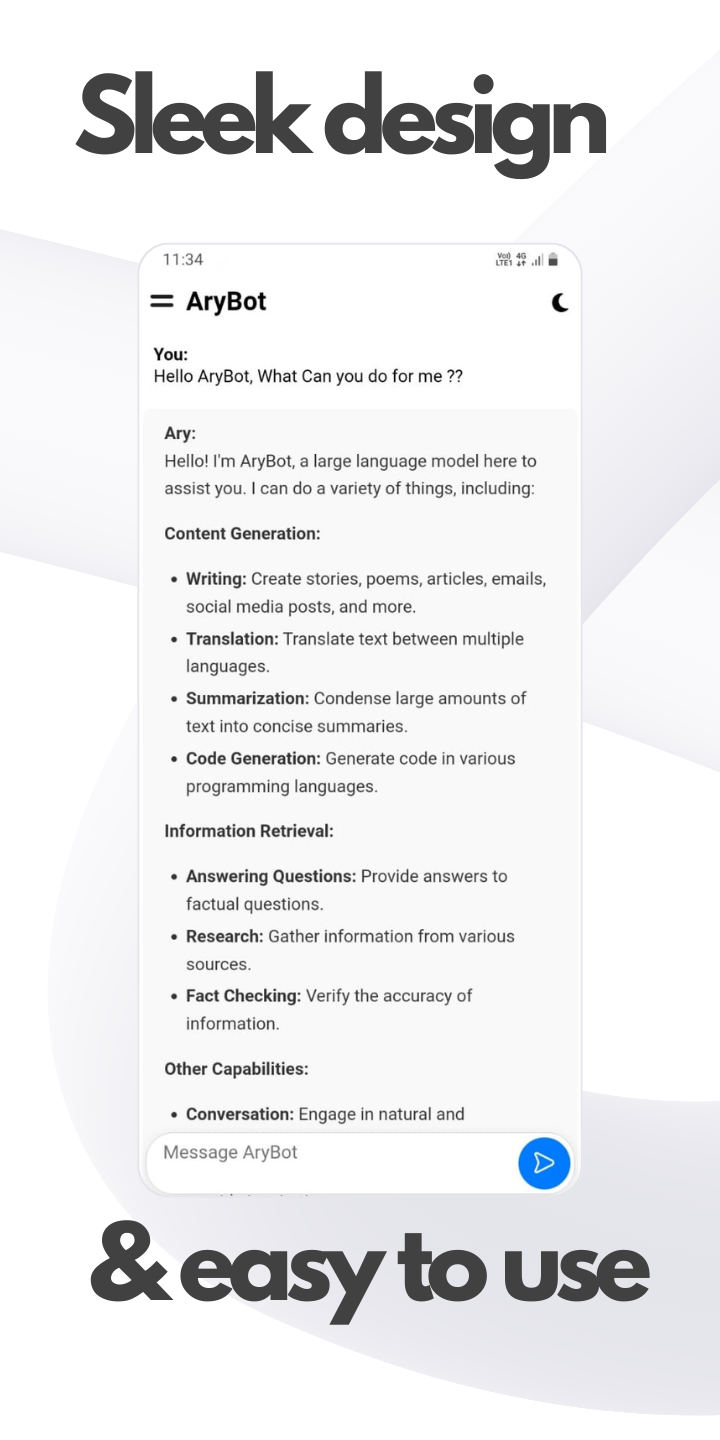 Sleek design
11:34
Vo) 4G
LTE1
AryBot
You:
Hello AryBot, What Can you do for me ??
Ary:
Hello! I'm AryBot, a large language model here to
assist you. I can do a variety of things, including:
Content Generation:
• Writing: Create stories, poems, articles, emails,
social media posts, and more.
• Translation: Translate text between multiple
languages.
• Summarization: Condense large amounts of
text into concise summaries.
• Code Generation: Generate code in various
programming languages.
Information Retrieval:
• Answering Questions: Provide answers to
factual questions.
• Research: Gather information from various
sources.
• Fact Checking: Verify the accuracy of
information.
Other Capabilities:
• Conversation: Engage in natural and
Message AryBot
& easy to use